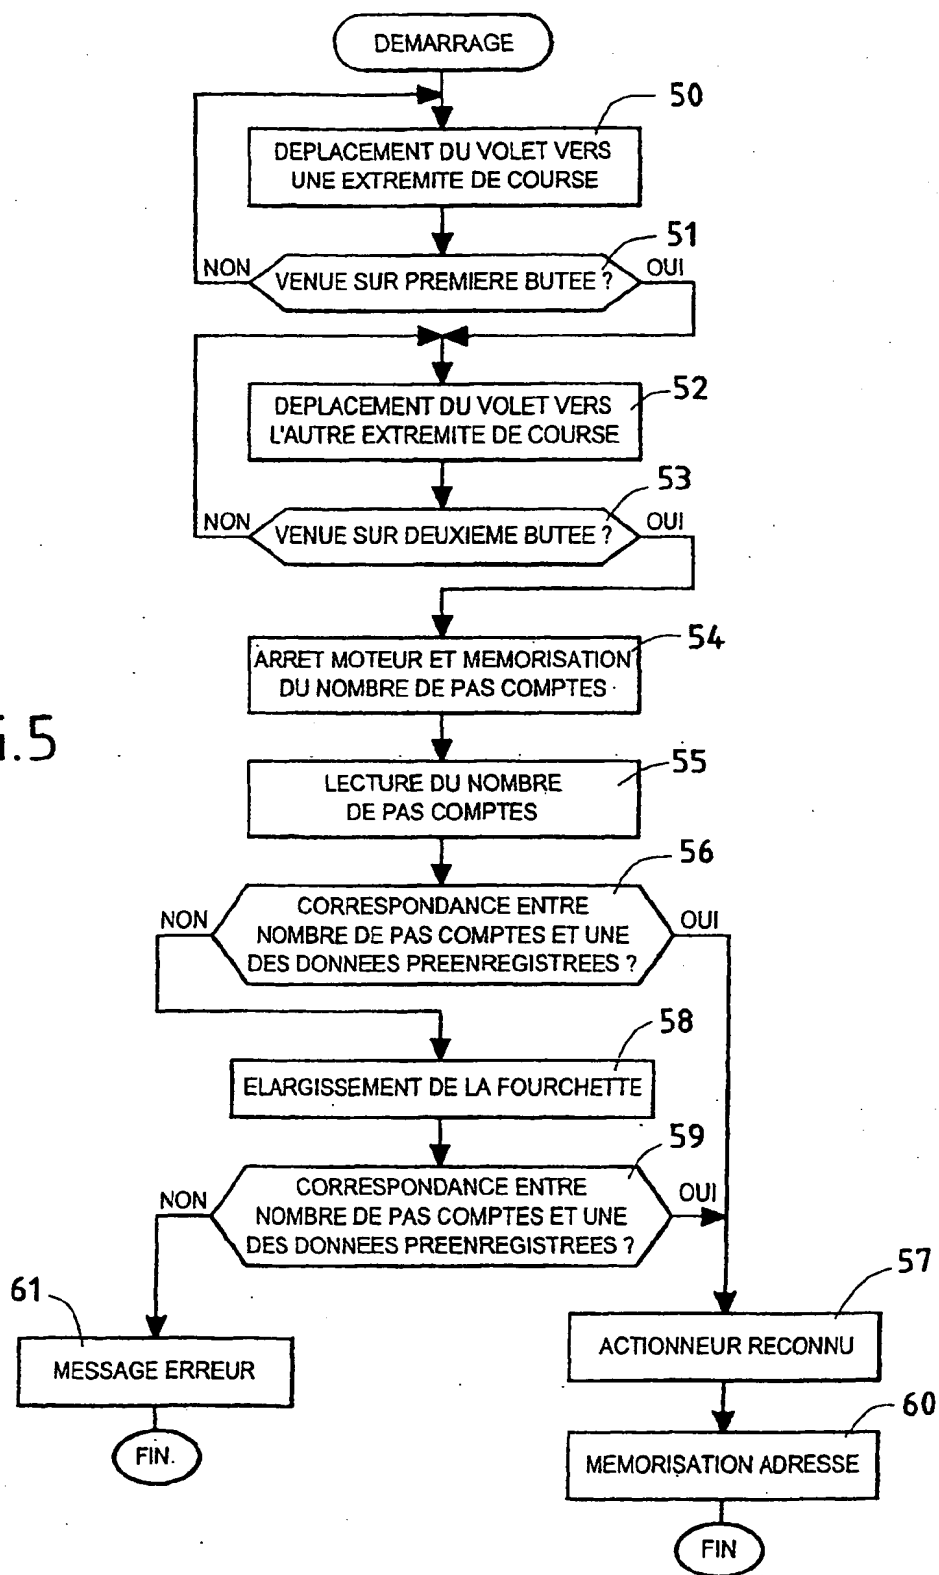 DEMARRAGE
50
DEPLACEMENT DU VOLET VERS
UNE EXTREMITE DE COURSE
51
NON
VENUE SUR PREMIERE BUTEE ?
OUI
52
DEPLACEMENT DU VOLET VERS
L'AUTRE EXTREMITE DE COURSE
53
NON
VENUE SUR DEUXIEME BUTEE ?
OUI
54
ARRET MOTEUR ET MEMORISATION
DU NOMBRE DE PAS COMPTES
.5
55
LECTURE DU NOMBRE
DE PAS COMPTES
56
NON
CORRESPONDANCE ENTRE
NOMBRE DE PAS COMPTES ET UNE
DES DONNEES PREENREGISTREES ?
OUI
58
ELARGISSEMENT DE LA FOURCHETTE
59
NON
CORRESPONDANCE ENTRE
NOMBRE DE PAS COMPTES ET UNE
DES DONNEES PREENREGISTREES ?
OUI
61
MESSAGE ERREUR
FIN.
57
ACTIONNEUR RECONNU
60
MEMORISATION ADRESSE
FIN